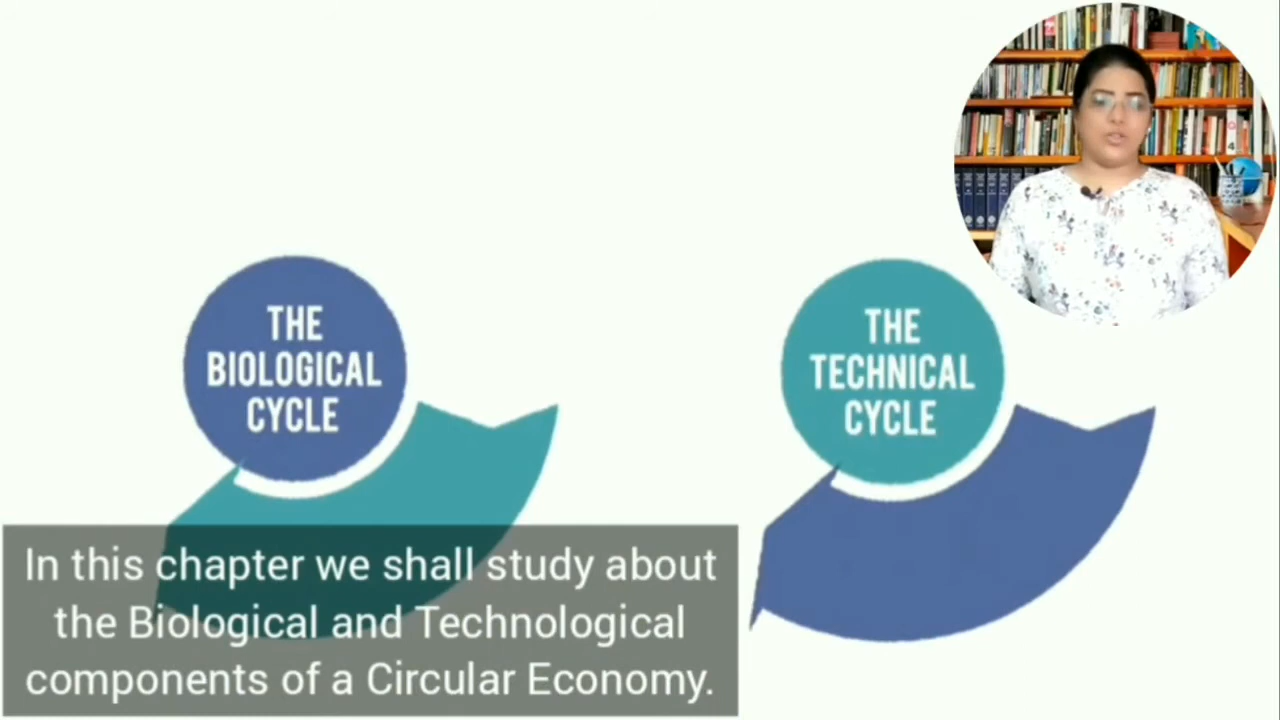 THE
BIOLOGICAL
CYCLE
THE
TECHNICAL
CYCLE
In this chapter we shall study about
the Biological and Technological
components of a Circular Economy.